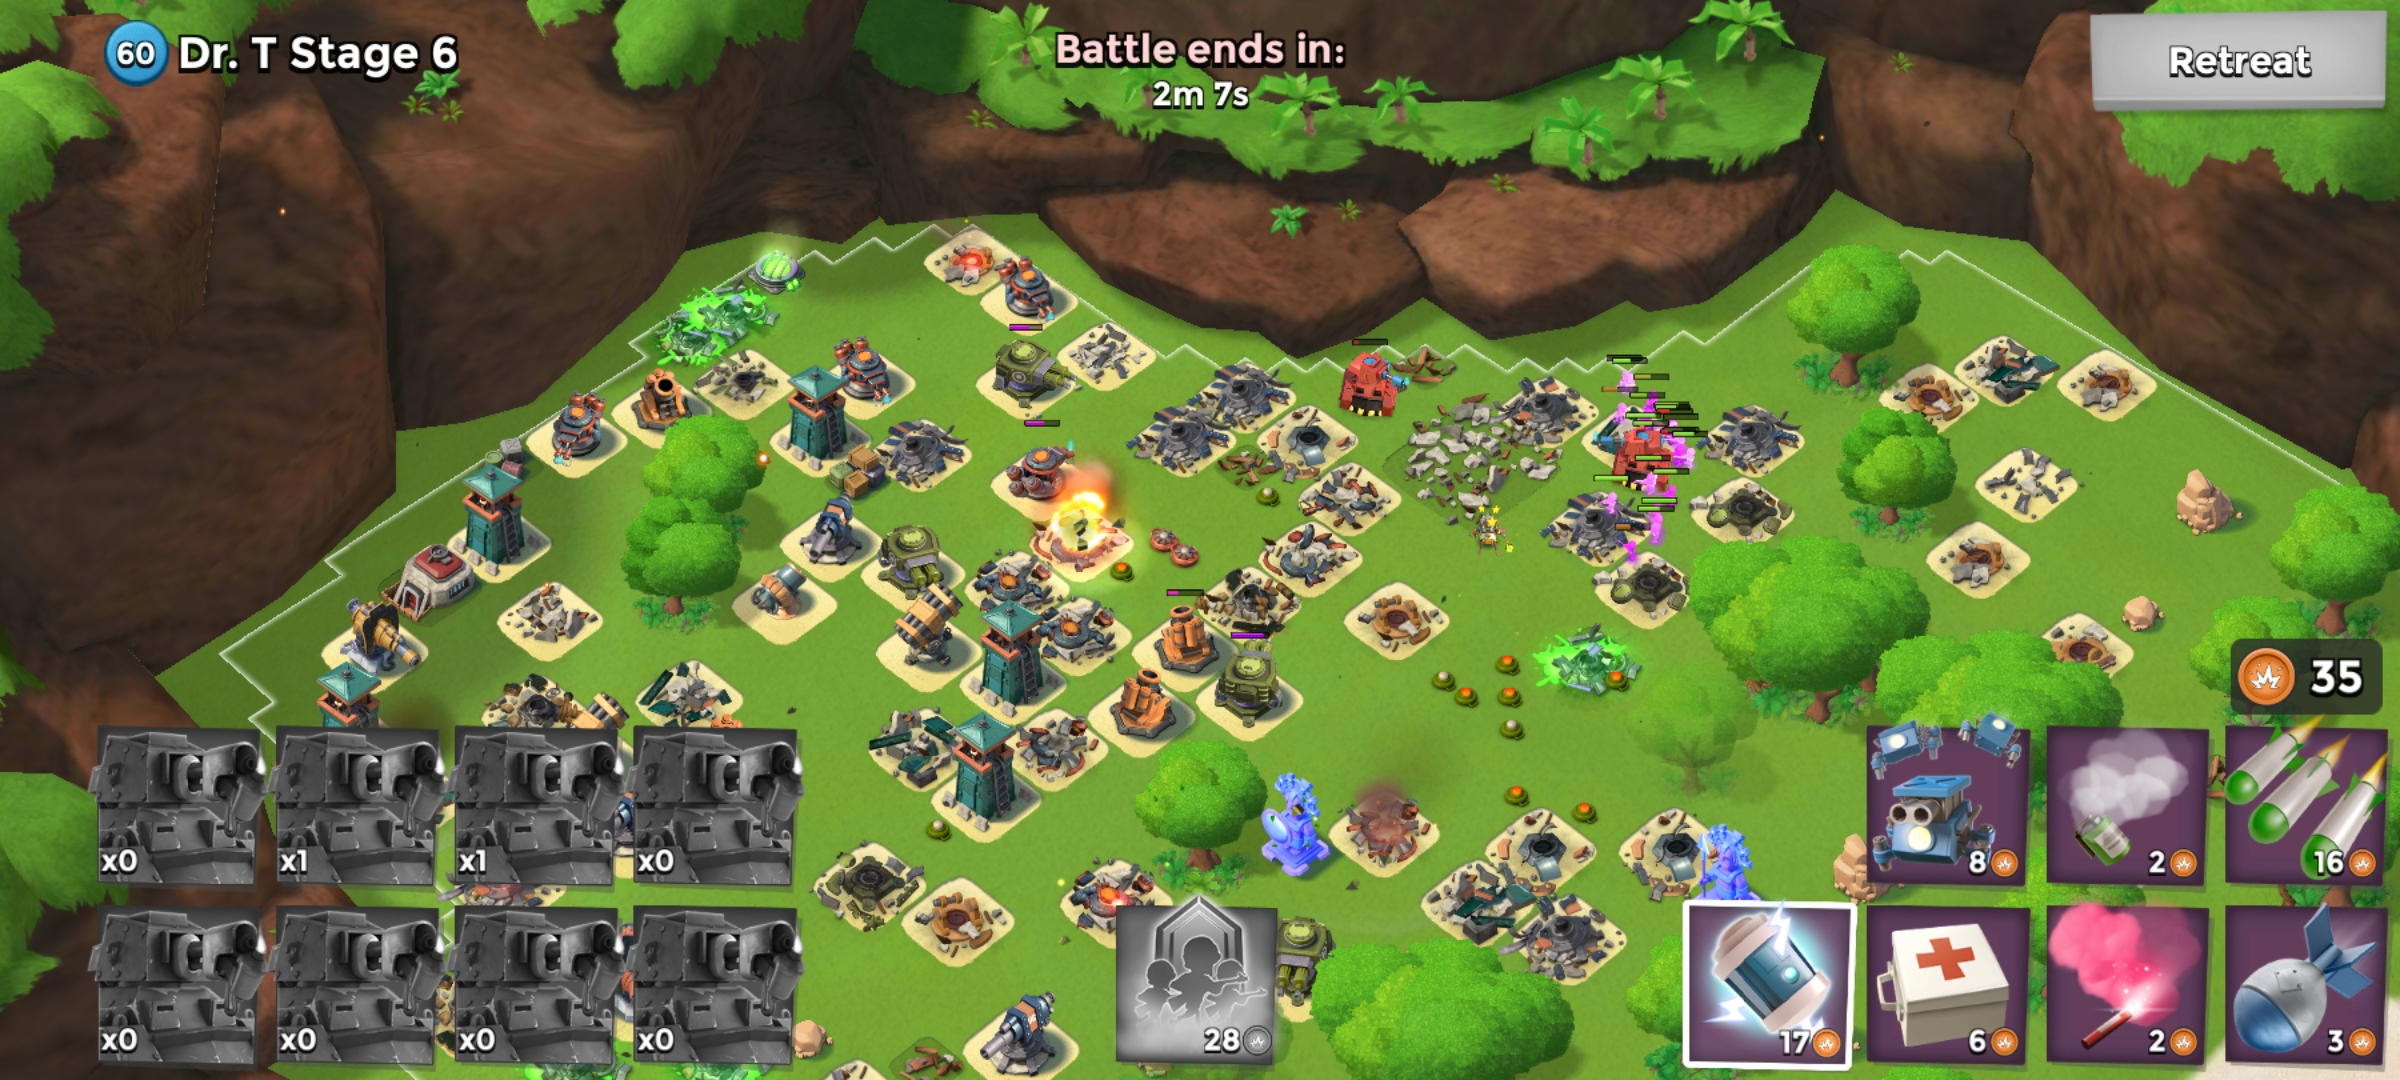 60 Dr. T Stage 6
Battle ends in:
2m 7s
Retreat
35
x0
x1
x1
x0
8
2
16
x0
x0
x0
x0
28
17
6
2
3